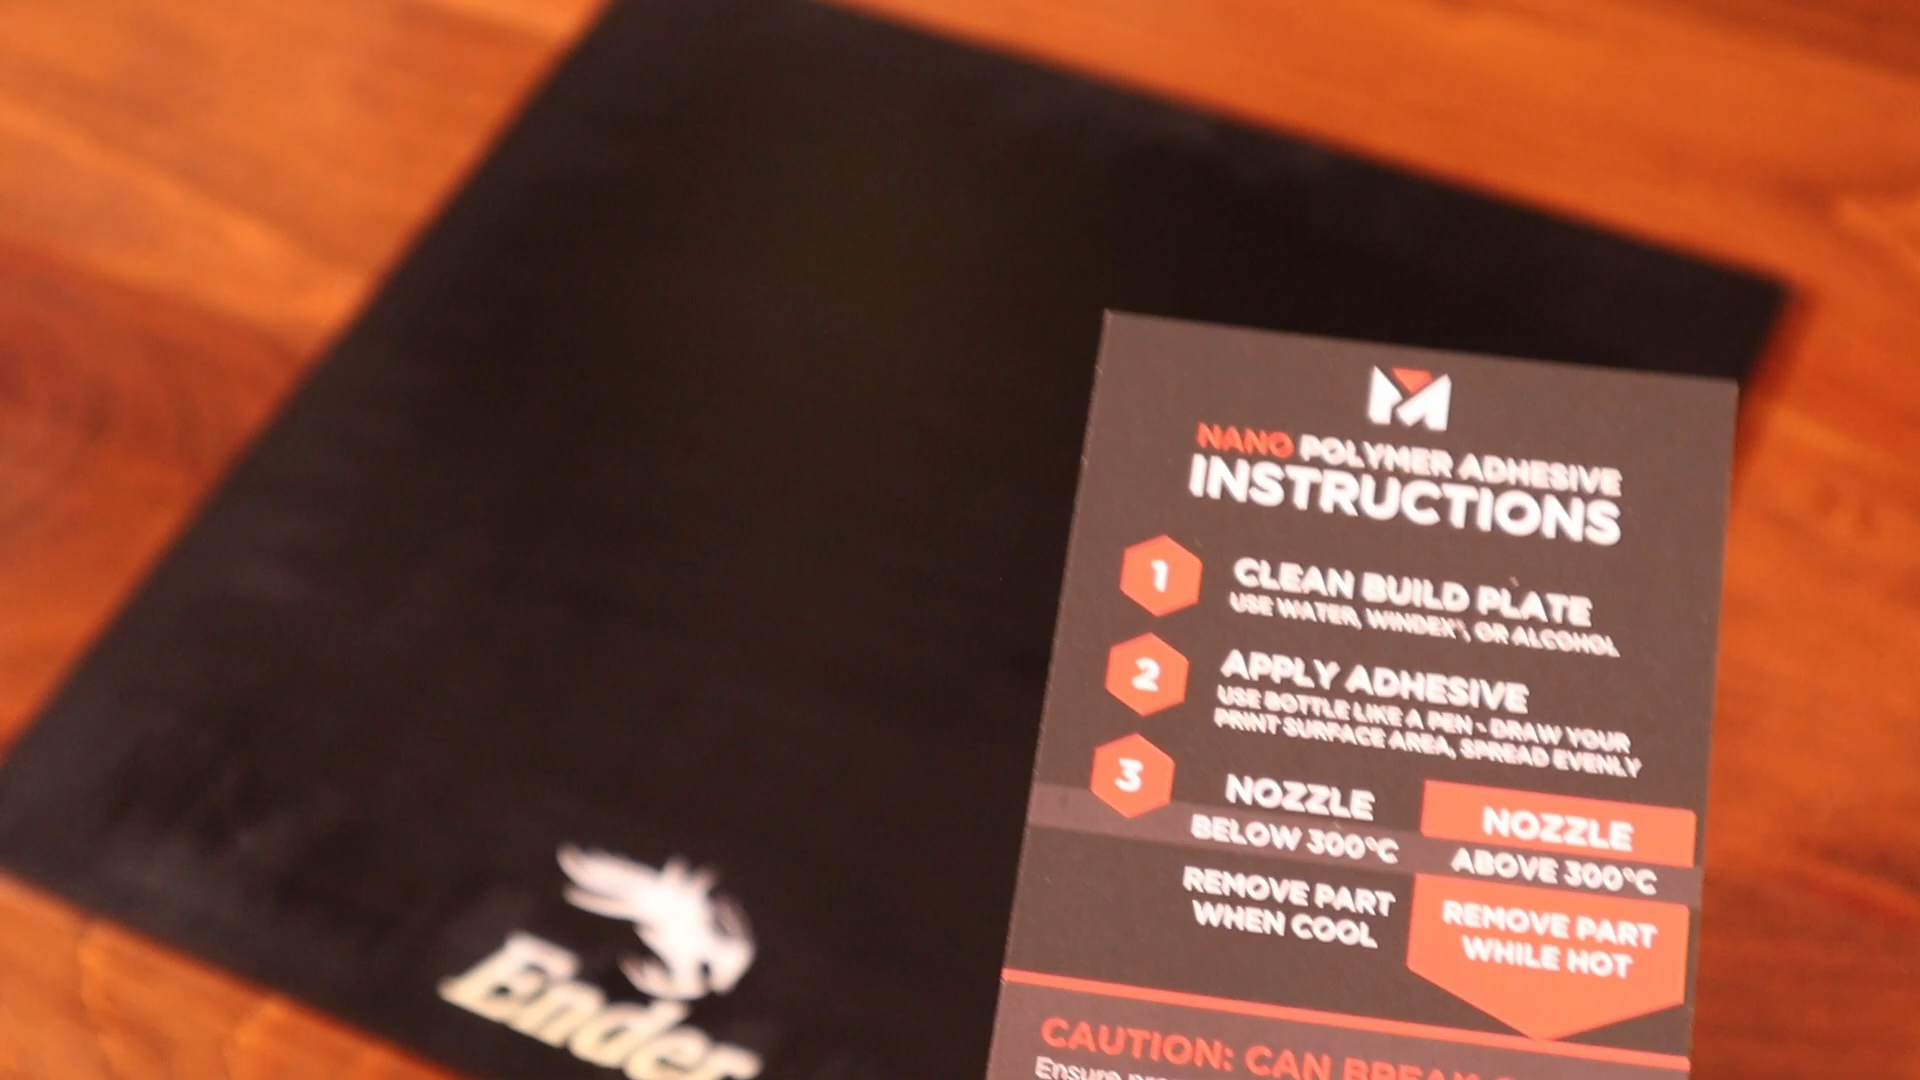 NANO POLYMER ADHESIVE
INSTRUCTIONS
1
CLEAN BUILD PLATE
USE WATER, WINDEX®, OR ALCOHOL
2
APPLY ADHESIVE
USE BOTTLE LIKE A PEN - DRAW YOUR
PRINT SURFACE AREA, SPREAD EVENLY
3
NOZZLE
BELOW 300°C
REMOVE PART
WHEN COOL
NOZZLE
ABOVE 300°C
REMOVE PART
WHILE HOT
CAUTION: CAN BREAK
Ensure
Ender